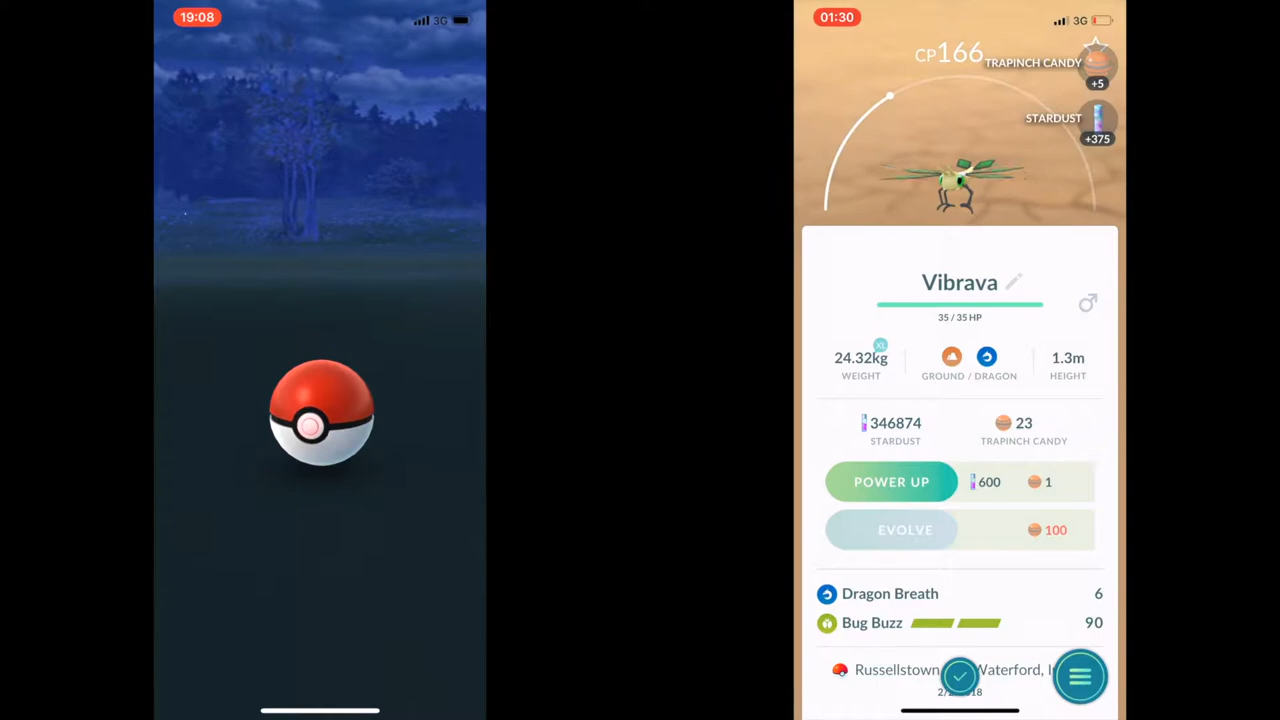 19:08
3G
01:30
3G
CP166
TRAPINCH CANDY
+5
STARDUST
+375
Vibrava
35 / 35 HP
XL
24.32kg
WEIGHT
GROUND / DRAGON
1.3m
HEIGHT
346874
STARDUST
23
TRAPINCH CANDY
POWER UP 600 1
EVOLVE 100
Dragon Breath 6
Bug Buzz 90
Russellstown Waterford,